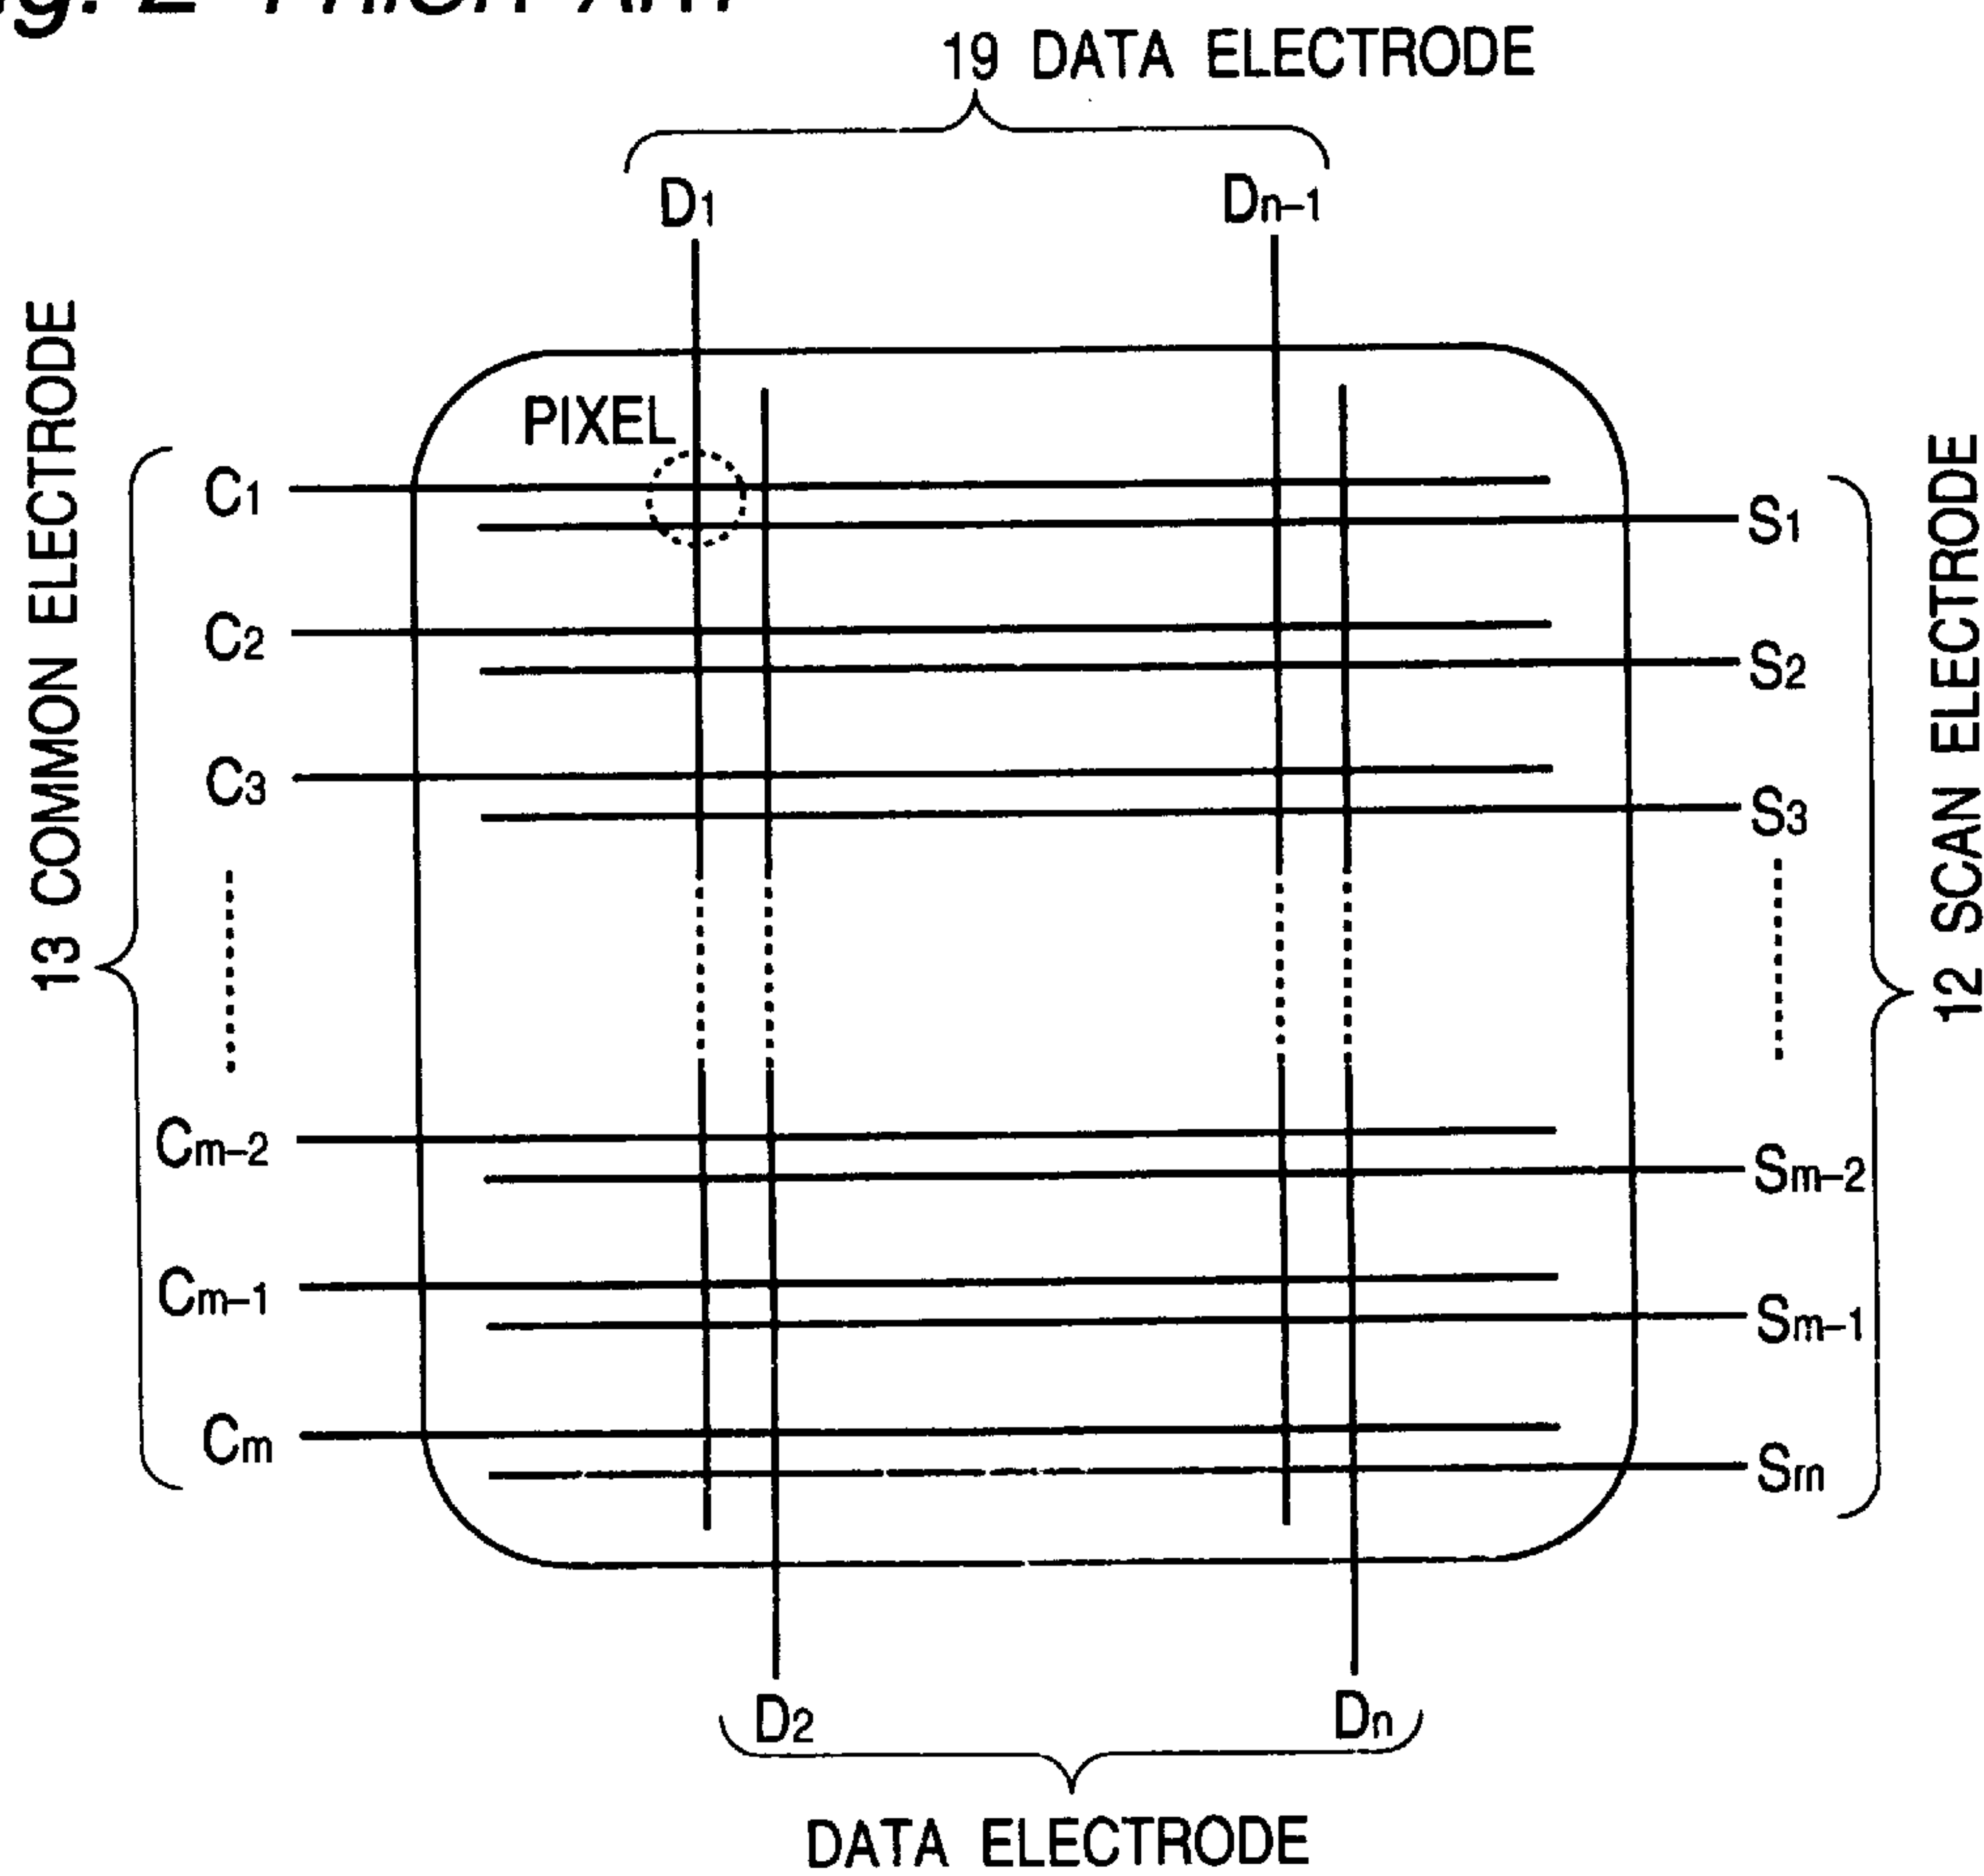 19 DATA ELECTRODE
D1
Dn-1
13 COMMON ELECTRODE
PIXEL
C1
S1
C2
S2
C3
S3
12 SCAN ELECTRODE
Cm-2
Sm-2
Cm-1
Sm-1
Cm
Sm
D2
Dn
DATA ELECTRODE